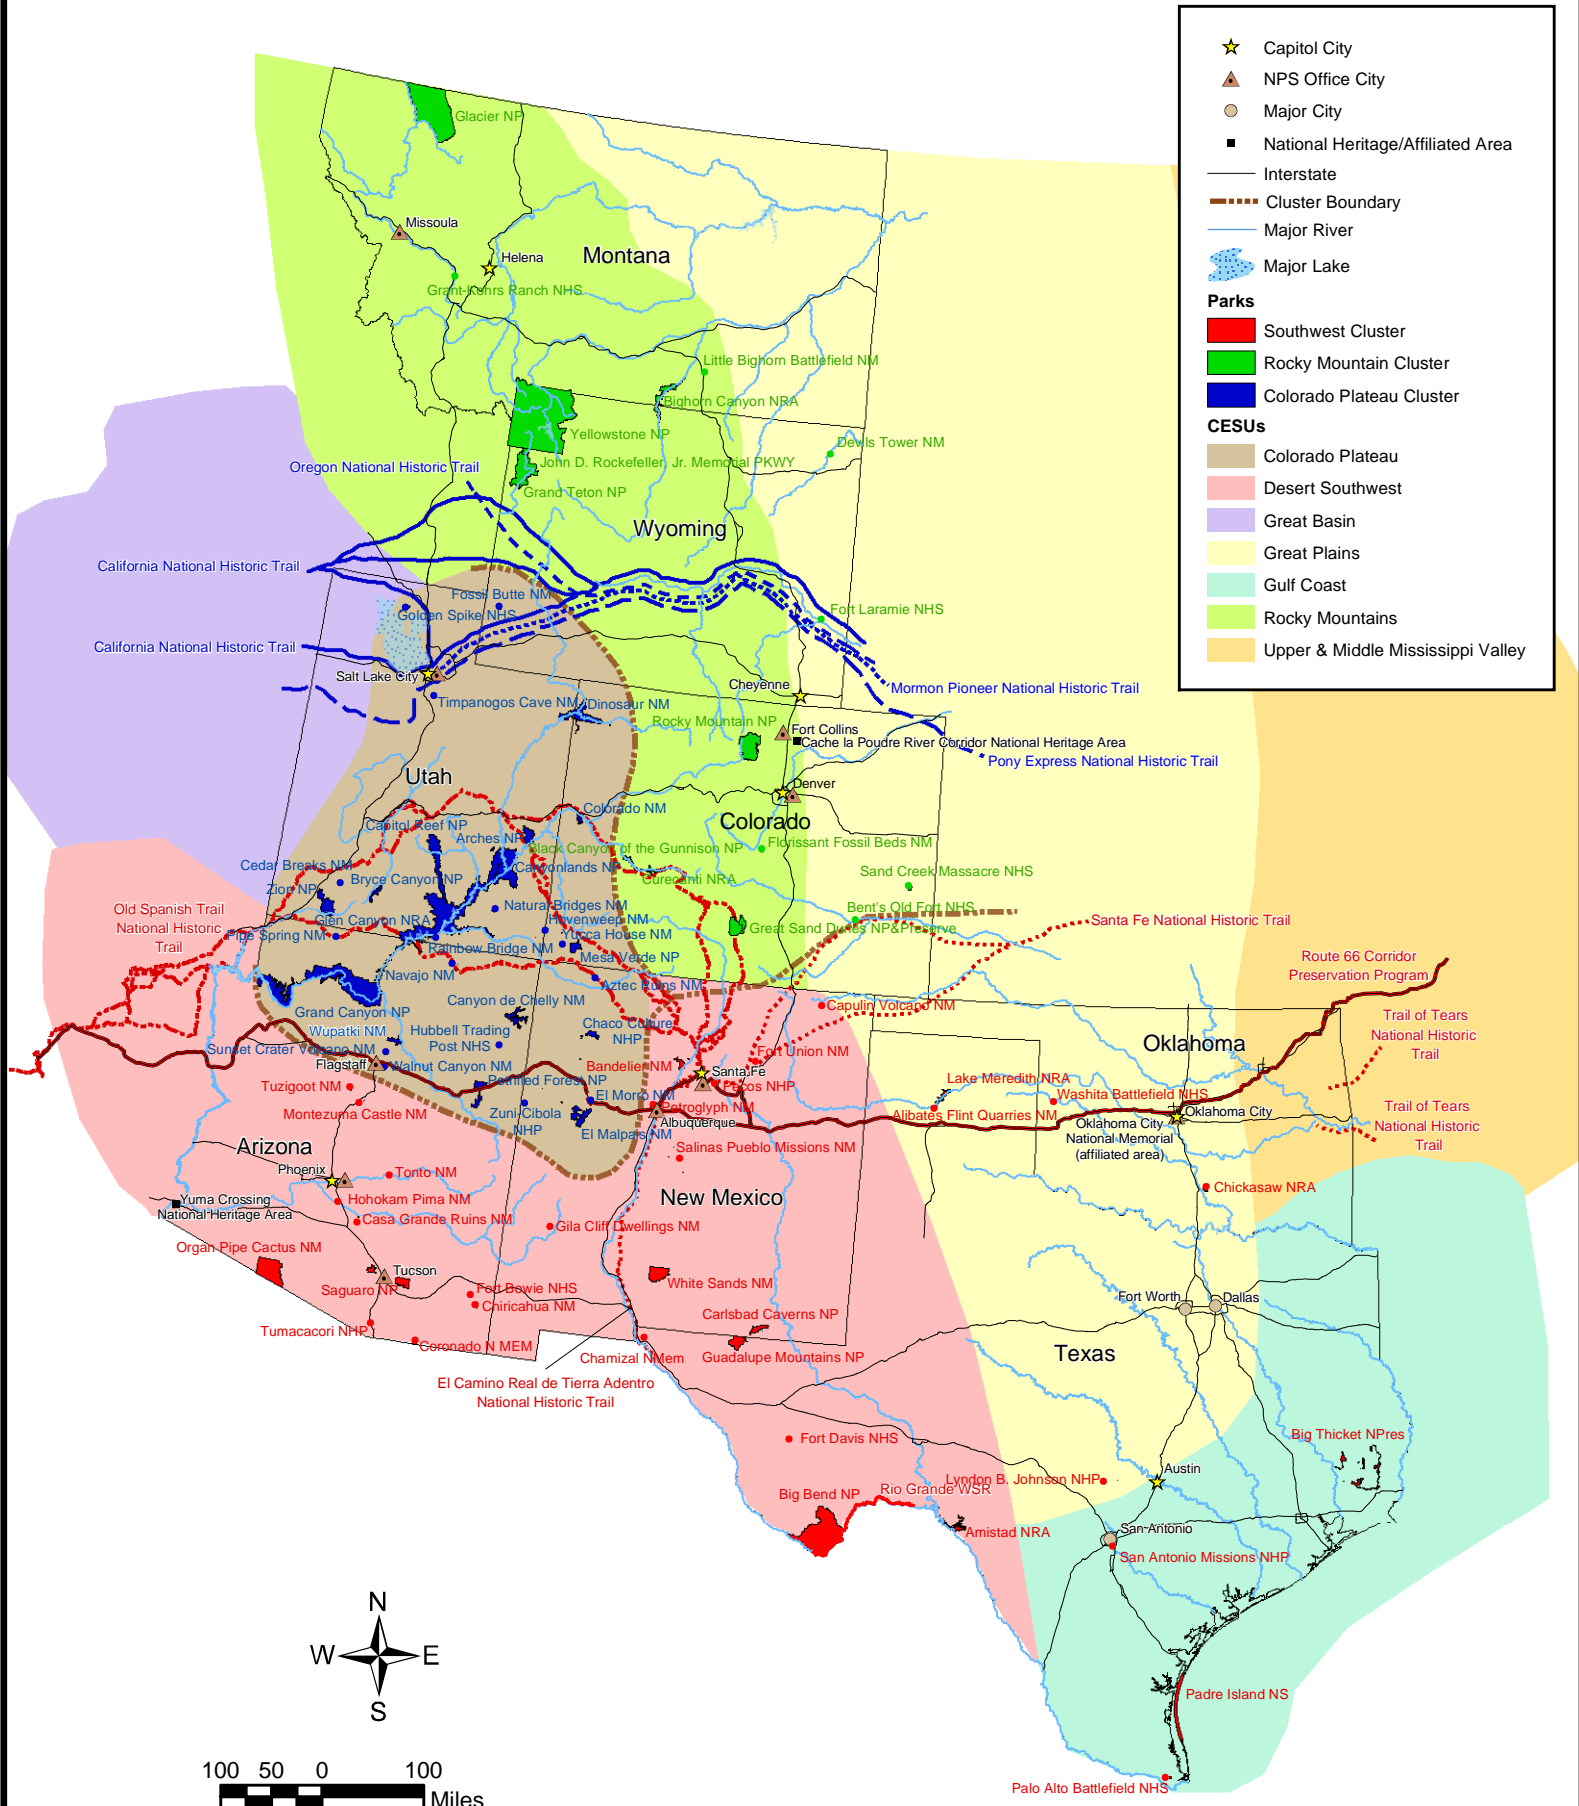 Capitol City
NPS Office City
Major City
National Heritage/Affiliated Area
Interstate
Cluster Boundary
Major River
Major Lake
Parks
Southwest Cluster
Rocky Mountain Cluster
Colorado Plateau Cluster
CESUs
Colorado Plateau
Desert Southwest
Great Basin
Great Plains
Gulf Coast
Rocky Mountains
Upper & Middle Mississippi Valley
Glacier NP
Missoula
Helena
Montana
Grant-Kohrs Ranch NHS
Little Bighorn Battlefield NM
Bighorn Canyon NRA
Yellowstone NP
Devils Tower NM
John D. Rockefeller, Jr. Memorial PKWY
Oregon National Historic Trail
Grand Teton NP
Wyoming
California National Historic Trail
Fossil Butte NM
Golden Spike NHS
Fort Laramie NHS
California National Historic Trail
Salt Lake City
Cheyenne
Mormon Pioneer National Historic Trail
Timpanogos Cave NM
Dinosaur NM
Rocky Mountain NP
Fort Collins
Cache la Poudre River Corridor National Heritage Area
Pony Express National Historic Trail
Utah
Denver
Colorado NM
Colorado
Capitol Reef NP
Arches NP
Black Canyon of the Gunnison NP
Florissant Fossil Beds NM
Cedar Breaks NM
Canyonlands NP
Sand Creek Massacre NHS
Zion NP
Bryce Canyon NP
Curecanti NRA
Old Spanish Trail
National Historic
Trail
Natural Bridges NM
Bent's Old Fort NHS
Glen Canyon NRA
Hovenweep NM
Santa Fe National Historic Trail
Pipe Spring NM
Yucca House NM
Great Sand Dunes NP&Preserve
Rainbow Bridge NM
Mesa Verde NP
Route 66 Corridor
Preservation Program
Navajo NM
Aztec Ruins NM
Canyon de Chelly NM
Capulin Volcano NM
Grand Canyon NP
Wupatki NM
Hubbell Trading
Post NHS
Chaco Culture
NHP
Trail of Tears
National Historic
Trail
Oklahoma
Sunset Crater Volcano NM
Fort Union NM
Flagstaff
Walnut Canyon NM
Bandelier NM
Santa Fe
Tuzigoot NM
Petrified Forest NP
Pecos NHP
Lake Meredith NRA
Washita Battlefield NHS
El Morro NM
Petroglyph NM
Montezuma Castle NM
Zuni-Cibola
NHP
Albuquerque
Alibates Flint Quarries NM
Oklahoma City
Oklahoma City
National Memorial
(affiliated area)
Trail of Tears
National Historic
Trail
El Malpais NM
Salinas Pueblo Missions NM
Arizona
Phoenix
Tonto NM
New Mexico
Chickasaw NRA
Yuma Crossing
National Heritage Area
Hohokam Pima NM
Casa Grande Ruins NM
Gila Cliff Dwellings NM
Organ Pipe Cactus NM
Tucson
Saguaro NP
Fort Bowie NHS
White Sands NM
Chiricahua NM
Fort Worth
Dallas
Carlsbad Caverns NP
Tumacacori NHP
Coronado N MEM
Chamizal NMem
Guadalupe Mountains NP
Texas
El Camino Real de Tierra Adentro
National Historic Trail
Fort Davis NHS
Big Thicket NPres
Austin
Lyndon B. Johnson NHP
Big Bend NP
Rio Grande WSR
Amistad NRA
San Antonio
San Antonio Missions NHP
N
W
E
S
Padre Island NS
100 50 0 100
Miles
Palo Alto Battlefield NHS